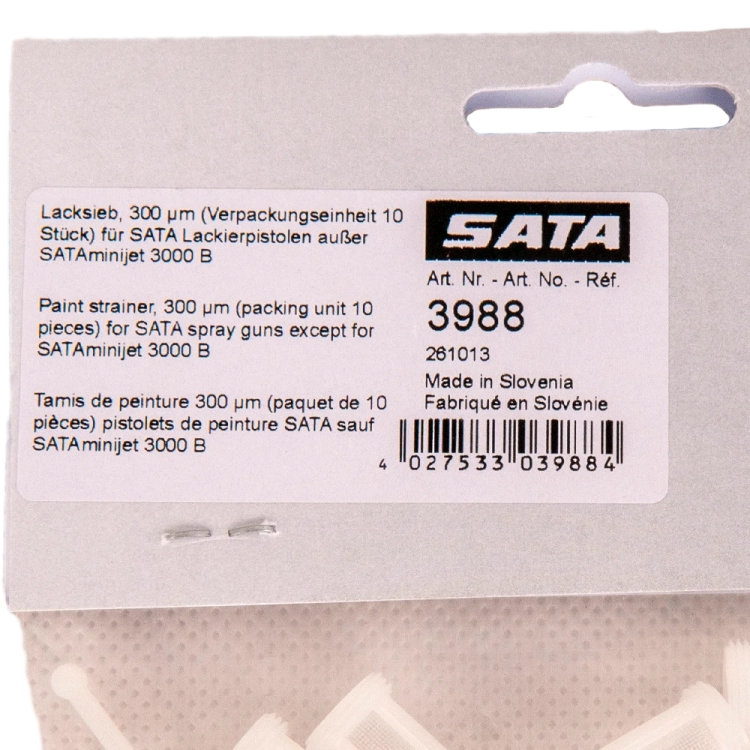 Lacksieb, 300 µm (Verpackungseinheit 10
Stück) für SATA Lackierpistolen außer
SATAminijet 3000 B
Paint strainer, 300 µm (packing unit 10
pieces) for SATA spray guns except for
SATAminijet 3000 B
Tamis de peinture 300 µm (paquet de 10
pièces) pistolets de peinture SATA sauf
SATAminijet 3000 B
SATA
Art. Nr. - Art. No. - Réf.
3988
261013
Made in Slovenia
Fabriqué en Slovénie
4 027533 039884